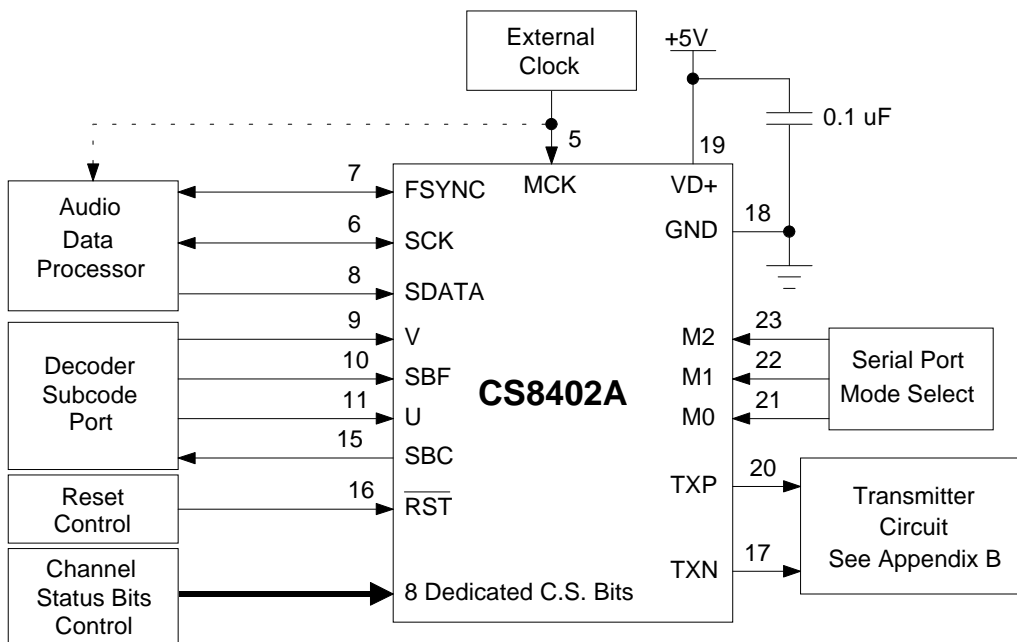 External
Clock
+5V
0.1 uF
5
19
7
FSYNC
MCK
VD+
Audio
Data
Processor
18
GND
6
SCK
8
SDATA
9
V
M2
23
Decoder
Subcode
Port
10
SBF
CS8402A
M1
22
Serial Port
Mode Select
11
U
M0
21
15
SBC
Reset
Control
16
RST
TXP
20
Transmitter
Circuit
See Appendix B
TXN
17
Channel
Status Bits
Control
8 Dedicated C.S. Bits